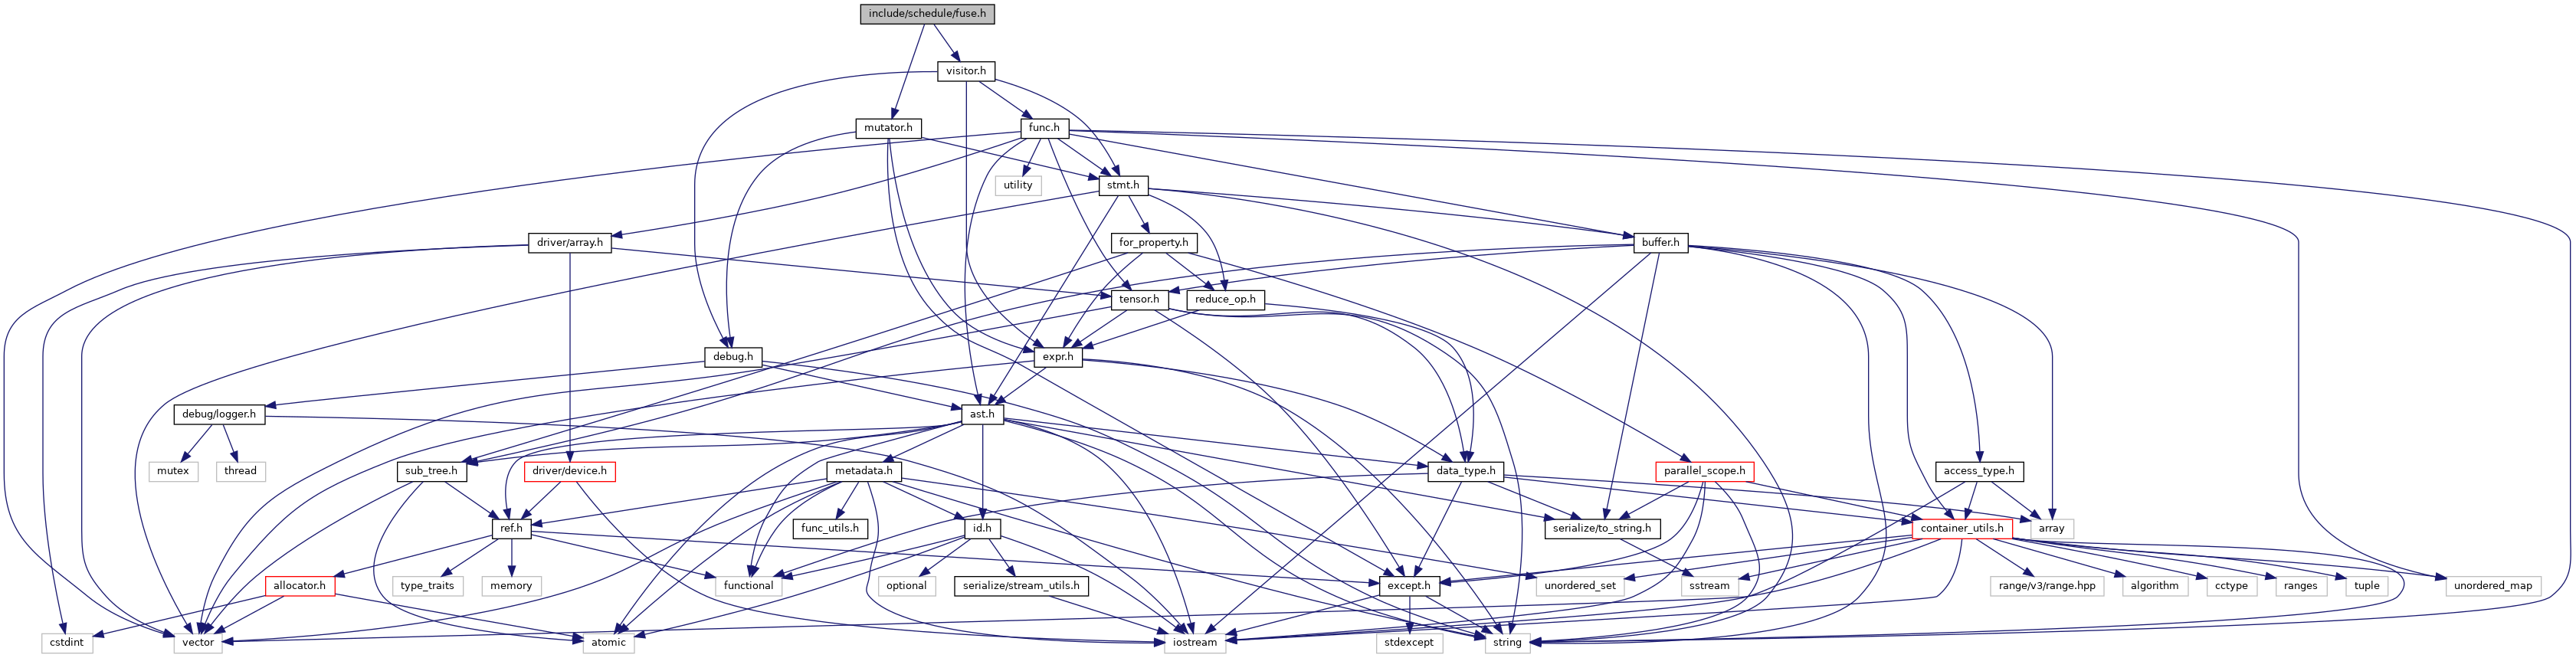 include/schedule/fuse.h
visitor.h
mutator.h
func.h
utility
stmt.h
driver/array.h
for_property.h
buffer.h
tensor.h
reduce_op.h
debug.h
expr.h
debug/logger.h
ast.h
mutex
thread
sub_tree.h
driver/device.h
metadata.h
data_type.h
parallel_scope.h
access_type.h
ref.h
func_utils.h
id.h
serialize/to_string.h
container_utils.h
array
allocator.h
type_traits
memory
functional
optional
serialize/stream_utils.h
except.h
unordered_set
sstream
range/v3/range.hpp
algorithm
cctype
ranges
tuple
unordered_map
cstdint
vector
atomic
iostream
stdexcept
string